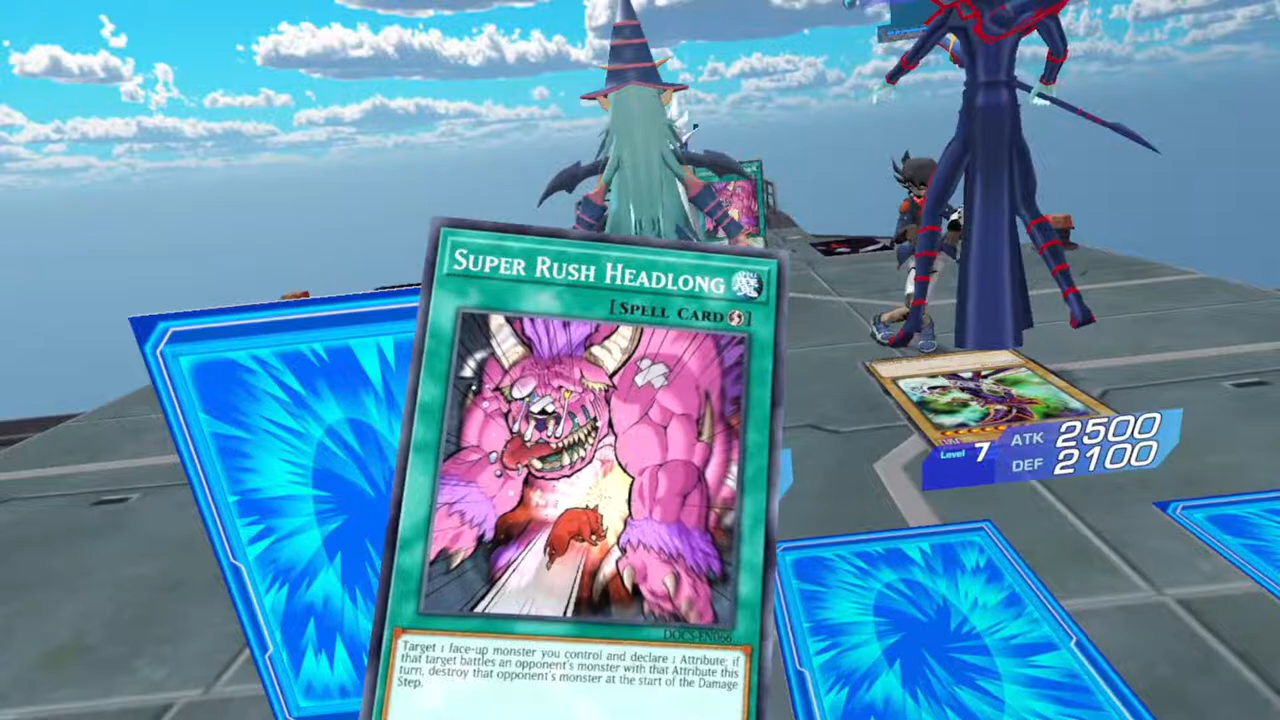 SUPER RUSH HEADLONG
[SPELL CARD]
DOCS-EN066
Target 1 face-up monster you control and declare 1 Attribute; if
that target battles an opponent's monster with that Attribute this
turn, destroy that opponent's monster at the start of the Damage
Step.
Level 7 ATK 2500
DEF 2100